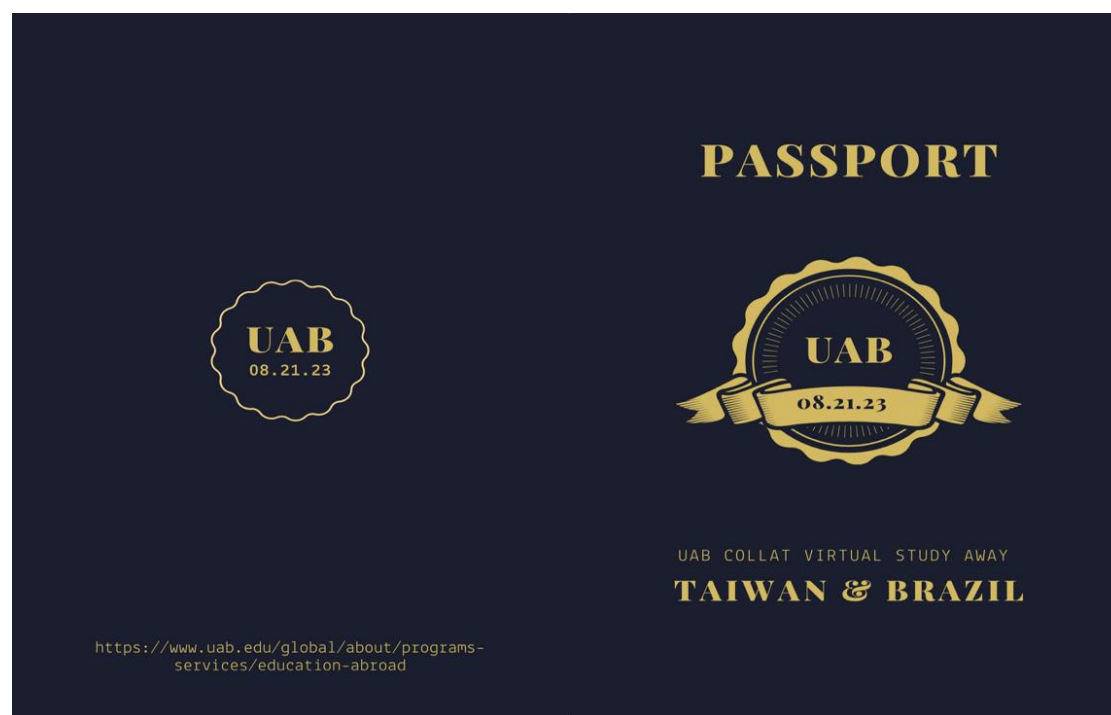 UAB
08.21.23
https://www.uab.edu/global/about/programs-
services/education-abroad
PASSPORT
UAB
08.21.23
UAB COLLAT VIRTUAL STUDY AWAY
TAIWAN & BRAZIL